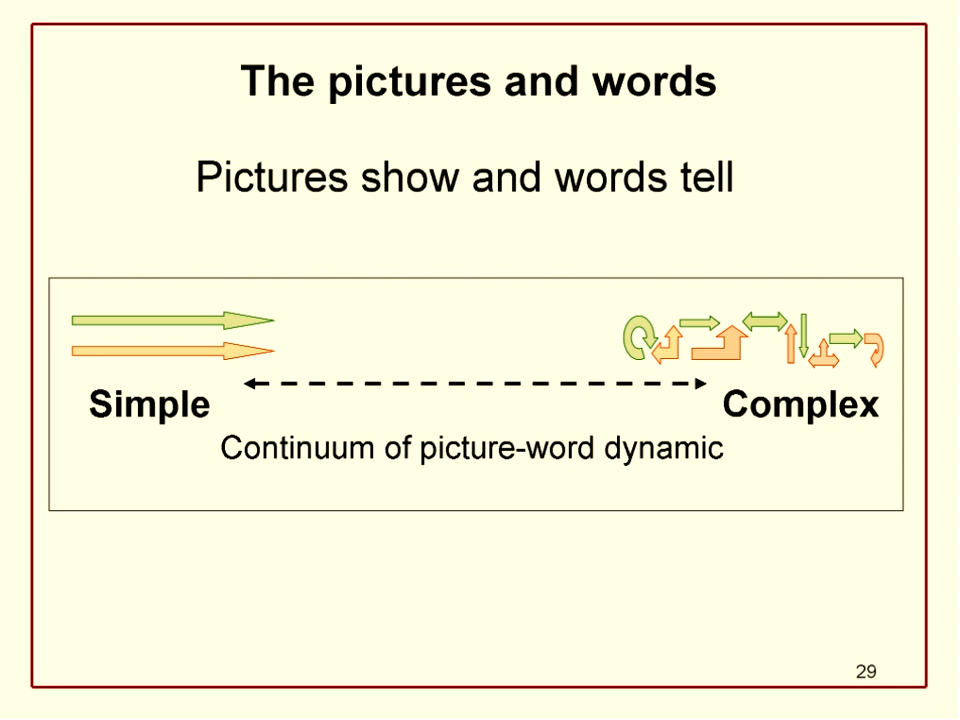 The pictures and words
Pictures show and words tell
Simple
Complex
Continuum of picture-word dynamic
29